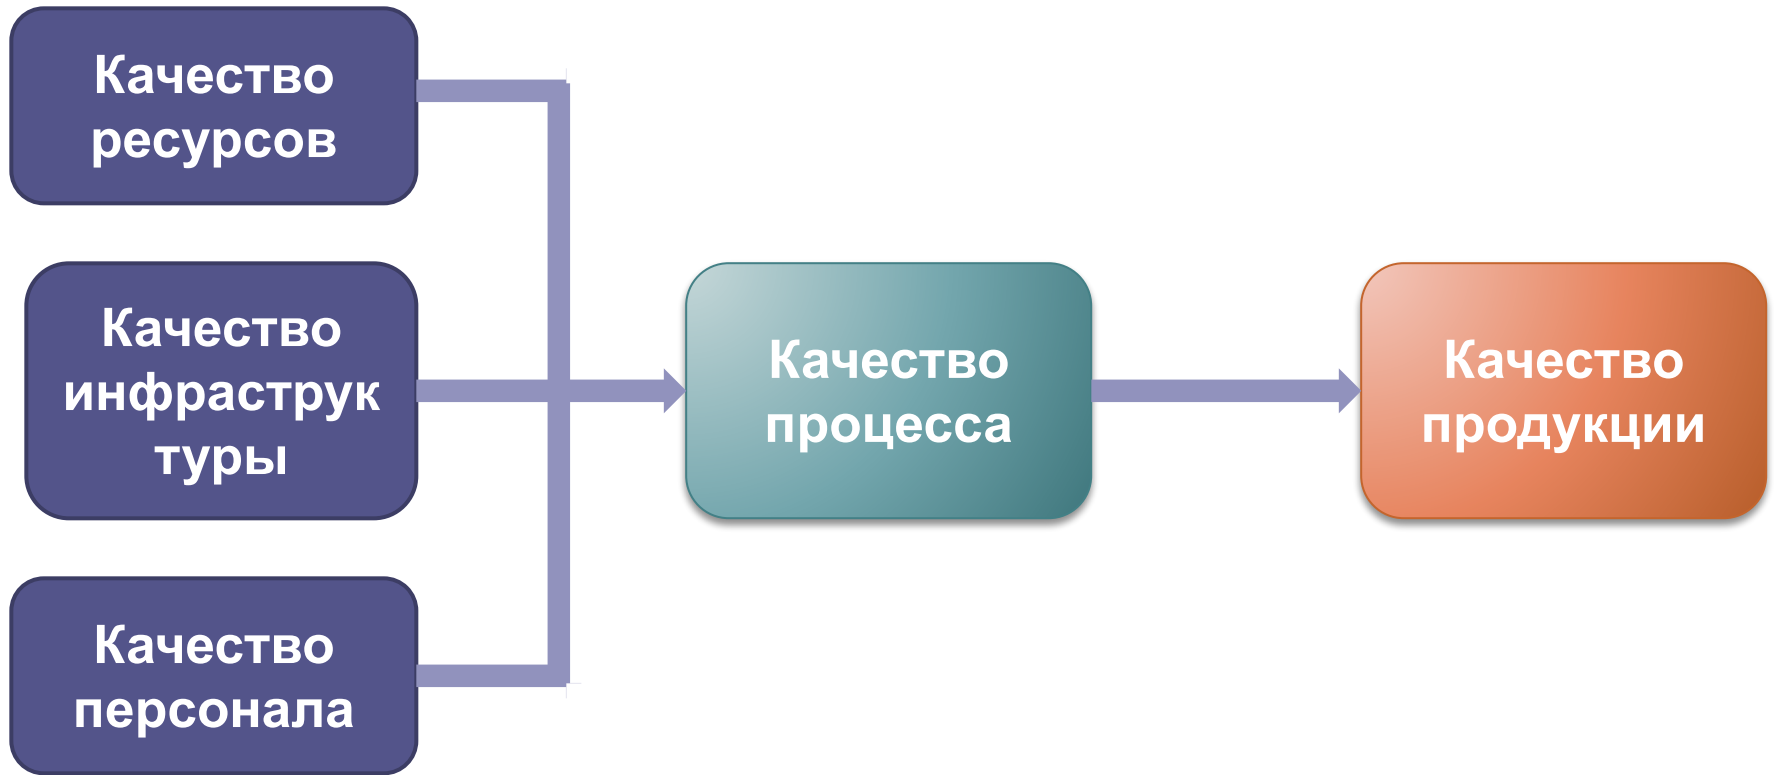 Качество
ресурсов
Качество
инфраструк
туры
Качество
персонала
Качество
процесса
Качество
продукции